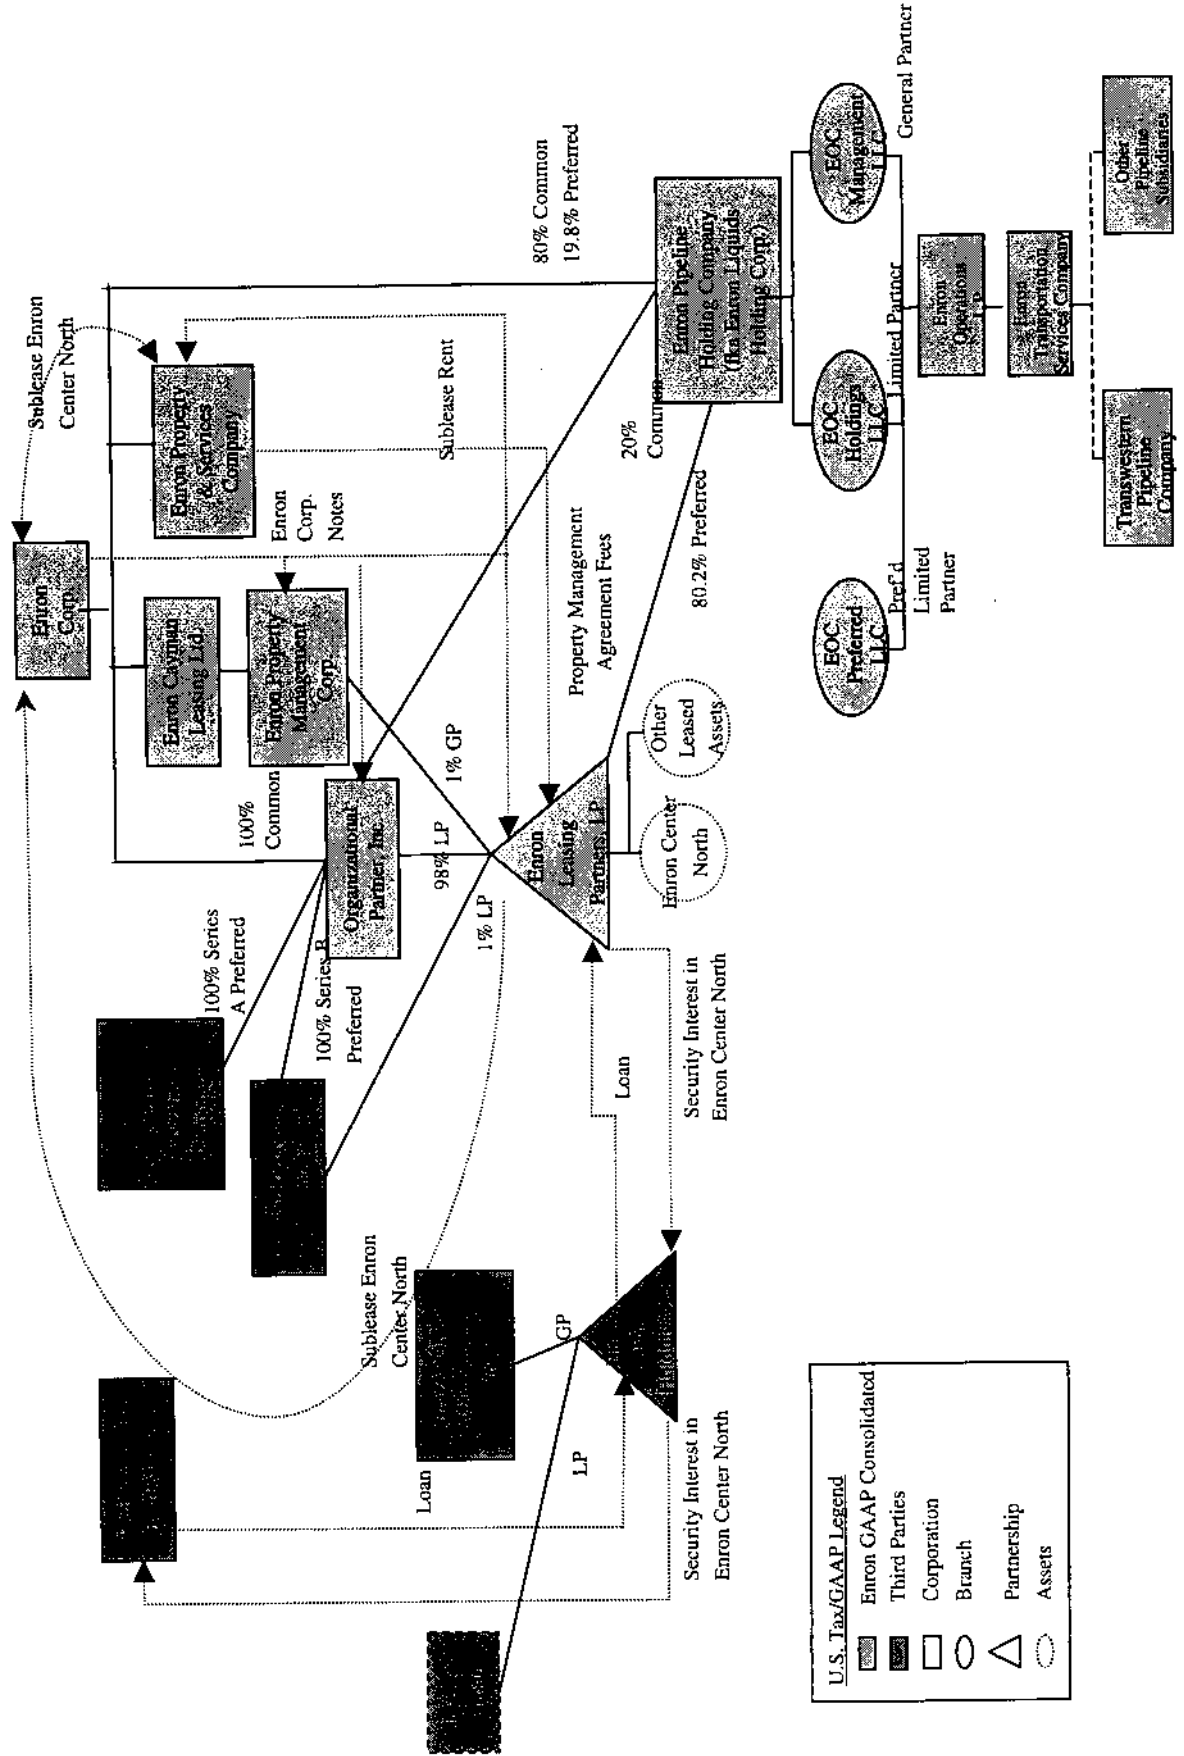 Enron
Corp.
Sublease Enron
Center North
Enron Property
& Services
Company
Enron Cayman
Leasing Ltd.
Enron Property
Management
Corp.
Enron
Corp.
Notes
100%
Common
Organizational
Partner, Inc.
100% Series
A Preferred
100% Series B
Preferred
1% LP
98% LP
1% GP
Sublease Rent
80% Common
19.8% Preferred
20%
Common
80.2% Preferred
Property Management
Agreement Fees
Enron
Leasing
Partners, LP
Enron Center
North
Other
Leased
Assets
Sublease Enron
Center North
Loan
Security Interest in
Enron Center North
GP
LP
Loan
Security Interest in
Enron Center North
Enron Pipeline
Holding Company
(fka Enron Liquids
Holding Corp.)
EOC
Preferred
LLC
EOC
Holdings
LLC
EOC
Management
LLC
Pref'd
Limited
Partner
Limited Partner
General Partner
Enron
Operations
LP
Enron
Transportation
Services Company
Transwestern
Pipeline
Company
Other
Pipeline
Subsidiaries
U.S. Tax/GAAP Legend
Enron GAAP Consolidated
Third Parties
Corporation
Branch
Partnership
Assets